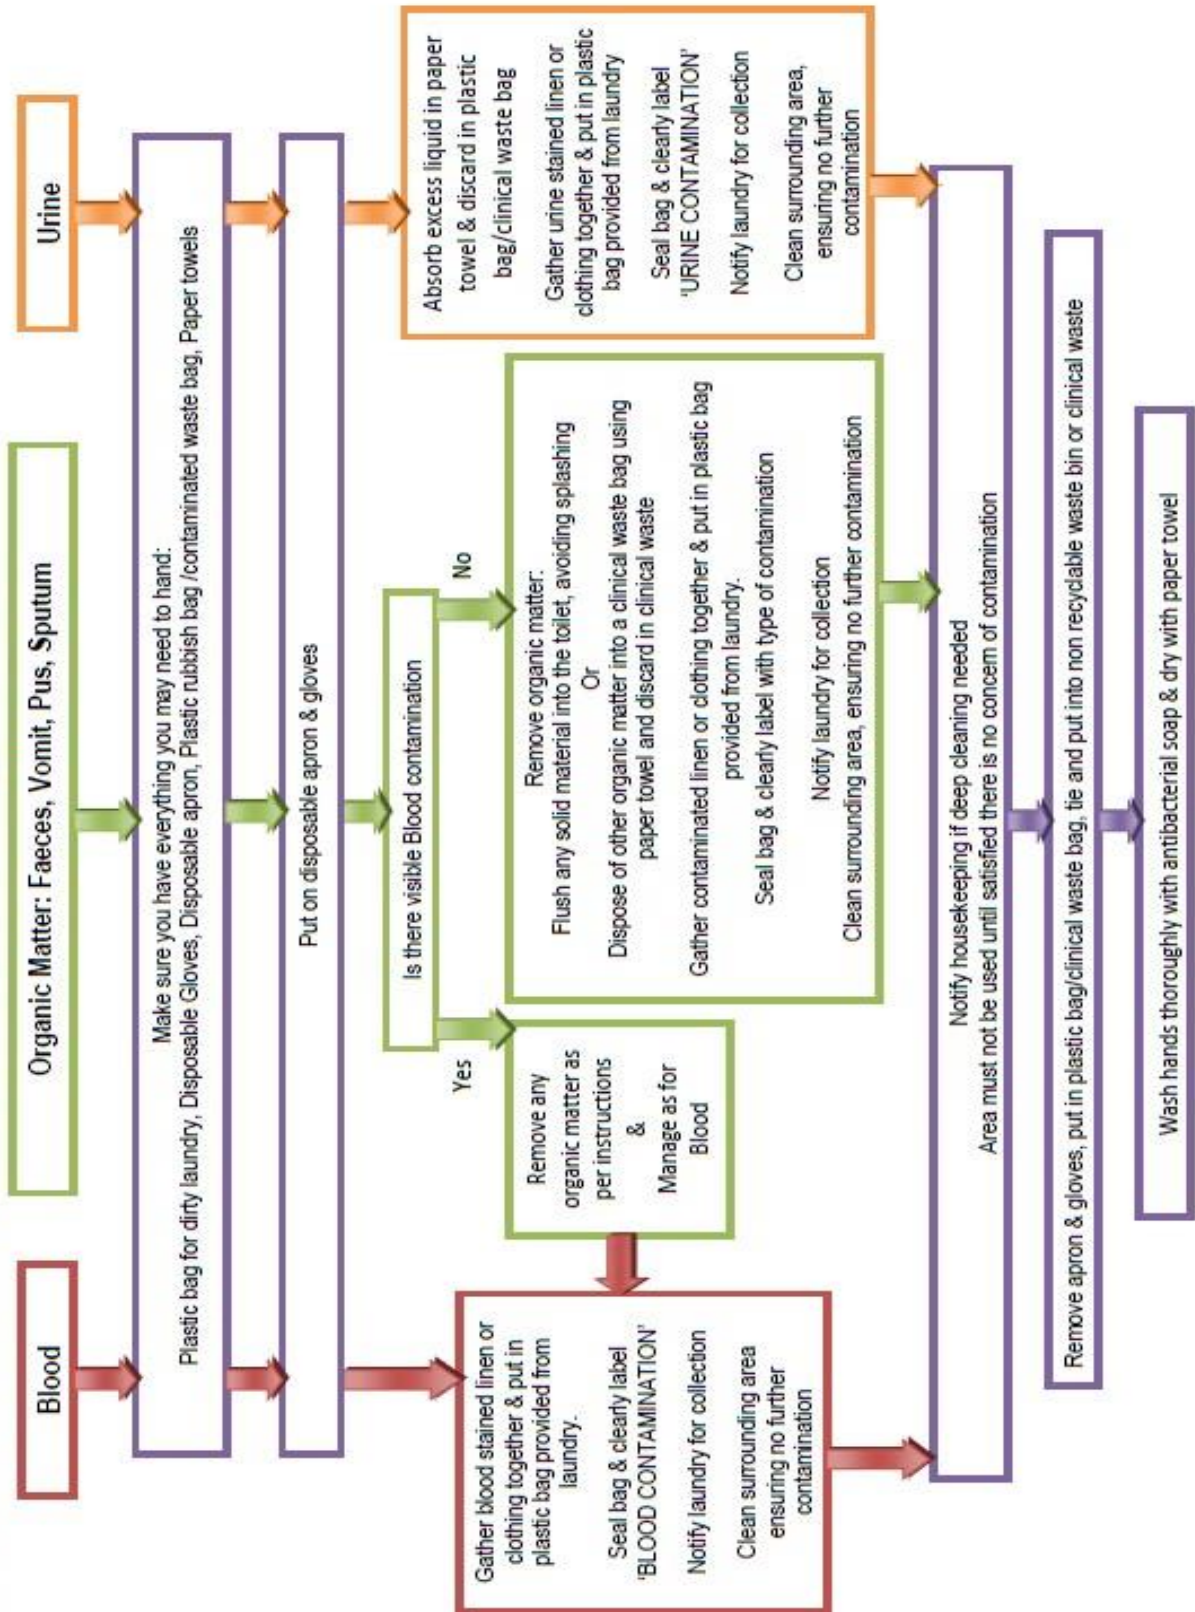 Blood
Organic Matter: Faeces, Vomit, Pus, Sputum
Urine
Make sure you have everything you may need to hand:
Plastic bag for dirty laundry, Disposable Gloves, Disposable apron, Plastic rubbish bag /contaminated waste bag, Paper towels
Put on disposable apron & gloves
Is there visible Blood contamination
Yes
No
Gather blood stained linen or
clothing together & put in
plastic bag provided from
laundry.
Seal bag & clearly label
'BLOOD CONTAMINATION'
Notify laundry for collection
Clean surrounding area
ensuring no further
contamination
Remove any
organic matter as
per instructions
&
Manage as for
Blood
Remove organic matter:
Flush any solid material into the toilet, avoiding splashing
Or
Dispose of other organic matter into a clinical waste bag using
paper towel and discard in clinical waste
Gather contaminated linen or clothing together & put in plastic bag
provided from laundry.
Seal bag & clearly label with type of contamination
Notify laundry for collection
Clean surrounding area, ensuring no further contamination
Absorb excess liquid in paper
towel & discard in plastic
bag/clinical waste bag
Gather urine stained linen or
clothing together & put in plastic
bag provided from laundry
Seal bag & clearly label
'URINE CONTAMINATION'
Notify laundry for collection
Clean surrounding area,
ensuring no further
contamination
Notify housekeeping if deep cleaning needed
Area must not be used until satisfied there is no concern of contamination
Remove apron & gloves, put in plastic bag/clinical waste bag, tie and put into non recyclable waste bin or clinical waste
Wash hands thoroughly with antibacterial soap & dry with paper towel